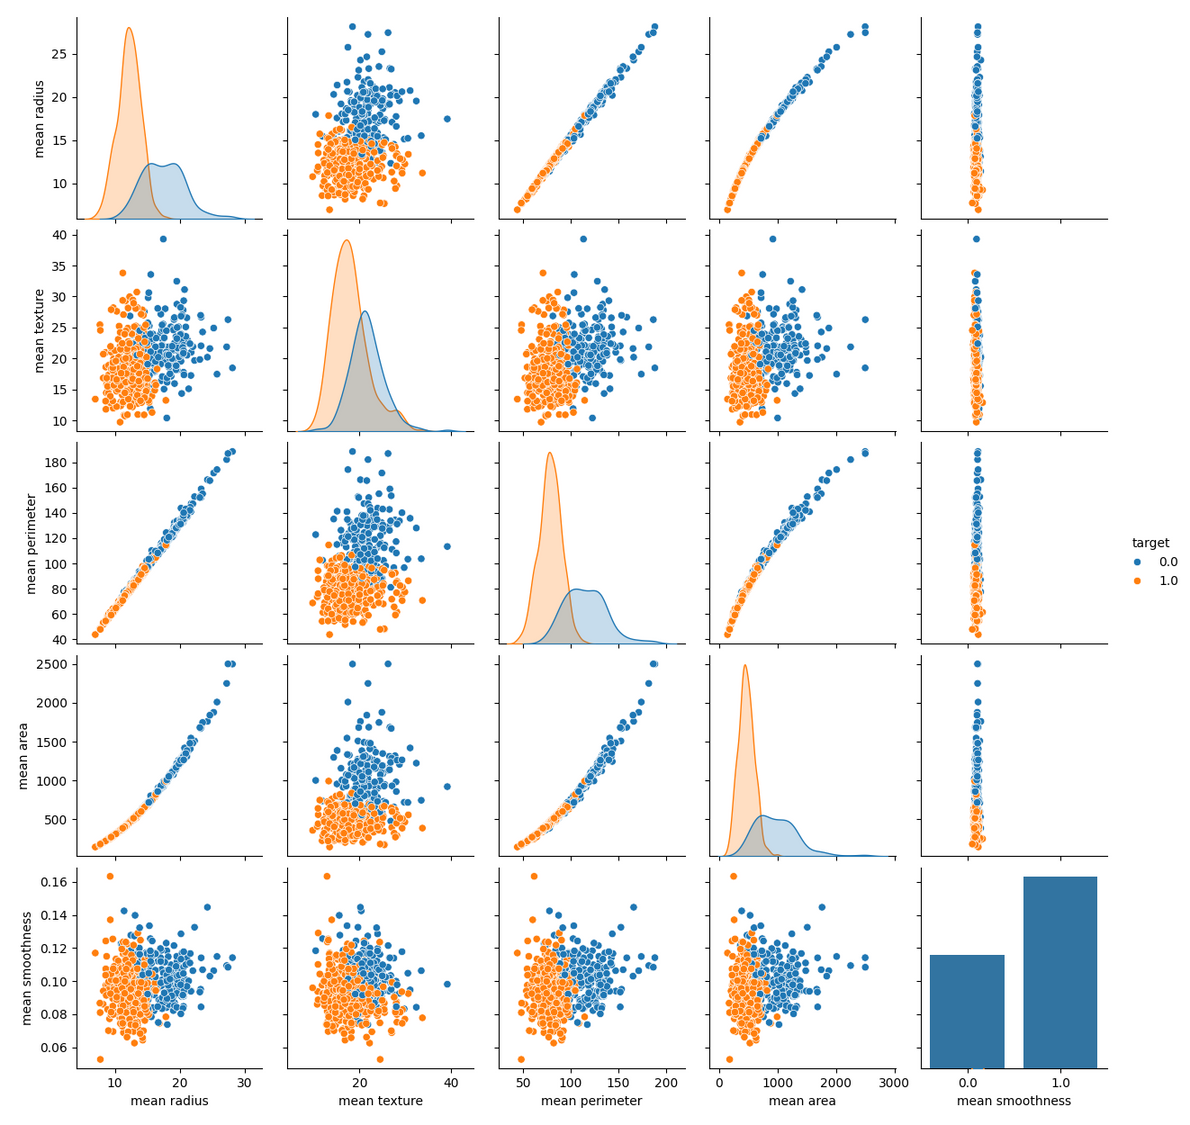 mean radius
25
20
15
10
mean texture
40
35
30
25
20
15
10
mean perimeter
180
160
140
120
100
80
60
40
target
0.0
1.0
mean area
2500
2000
1500
1000
500
mean smoothness
0.16
0.14
0.12
0.10
0.08
0.06
10 20 30
20 40
50 100 150 200
0 1000 2000 3000
0.0 1.0
mean radius
mean texture
mean perimeter
mean area
mean smoothness